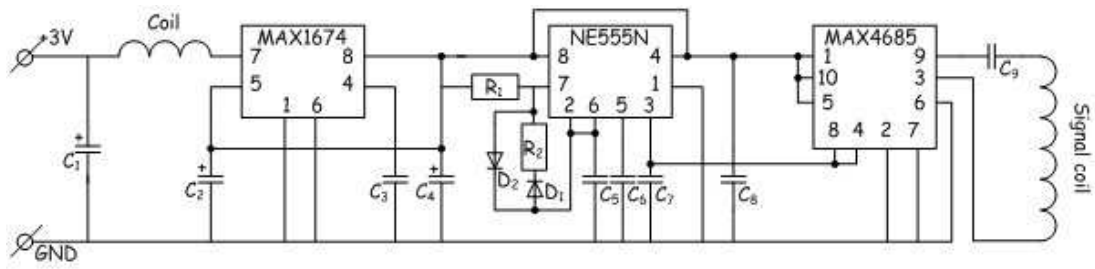 +3V
Coil
MAX1674
7 8
5 4
1 6
C1
+
C2
+
C3
C4
+
R1
R2
D2
D1
NE555N
8 4
7 1
2 6 5 3
C5
C6
C7
C8
MAX4685
1 9
10 3
5 6
8 4 2 7
C9
Signal coil
GND